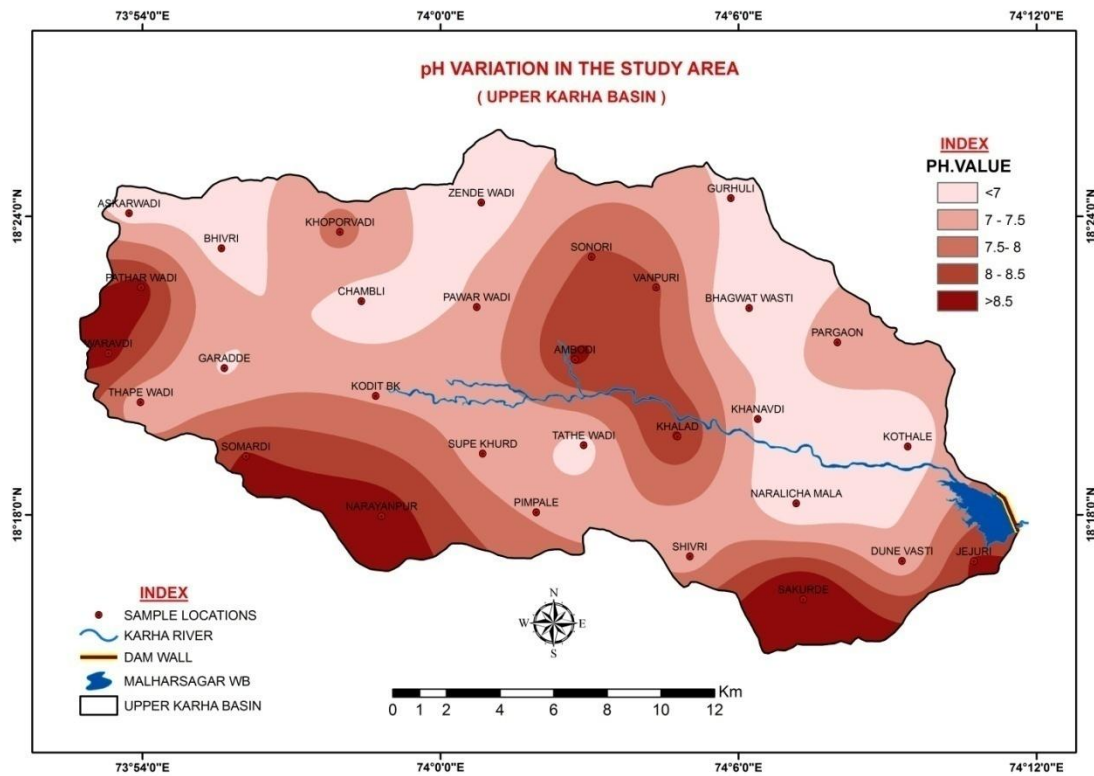 73°54'0"E
74°0'0"E
74°6'0"E
74°12'0"E
pH VARIATION IN THE STUDY AREA
( UPPER KARHA BASIN )
INDEX
PH.VALUE
<7
7 - 7.5
7.5- 8
8 - 8.5
>8.5
18°24'0"N
18°24'0"N
ZENDE WADI
GURHULI
ASKARWADI
KHOPORVADI
BHIVRI
SONORI
PATHAR WADI
VANPURI
CHAMBLI
PAWAR WADI
BHAGWAT WASTI
PARGAON
WARAVDI
GARADDE
AMBODI
THAPE WADI
KODIT BK
KHANAVDI
KHALAD
SOMARDI
SUPE KHURD
TATHE WADI
KOTHALE
NARAYANPUR
PIMPALE
NARALICHA MALA
18°18'0"N
18°18'0"N
SHIVRI
DUNE VASTI
JEJURI
SAKURDE
INDEX
SAMPLE LOCATIONS
KARHA RIVER
DAM WALL
MALHARSAGAR WB
UPPER KARHA BASIN
N
W E
S
Km
0 1 2 4 6 8 10 12
73°54'0"E
74°0'0"E
74°6'0"E
74°12'0"E